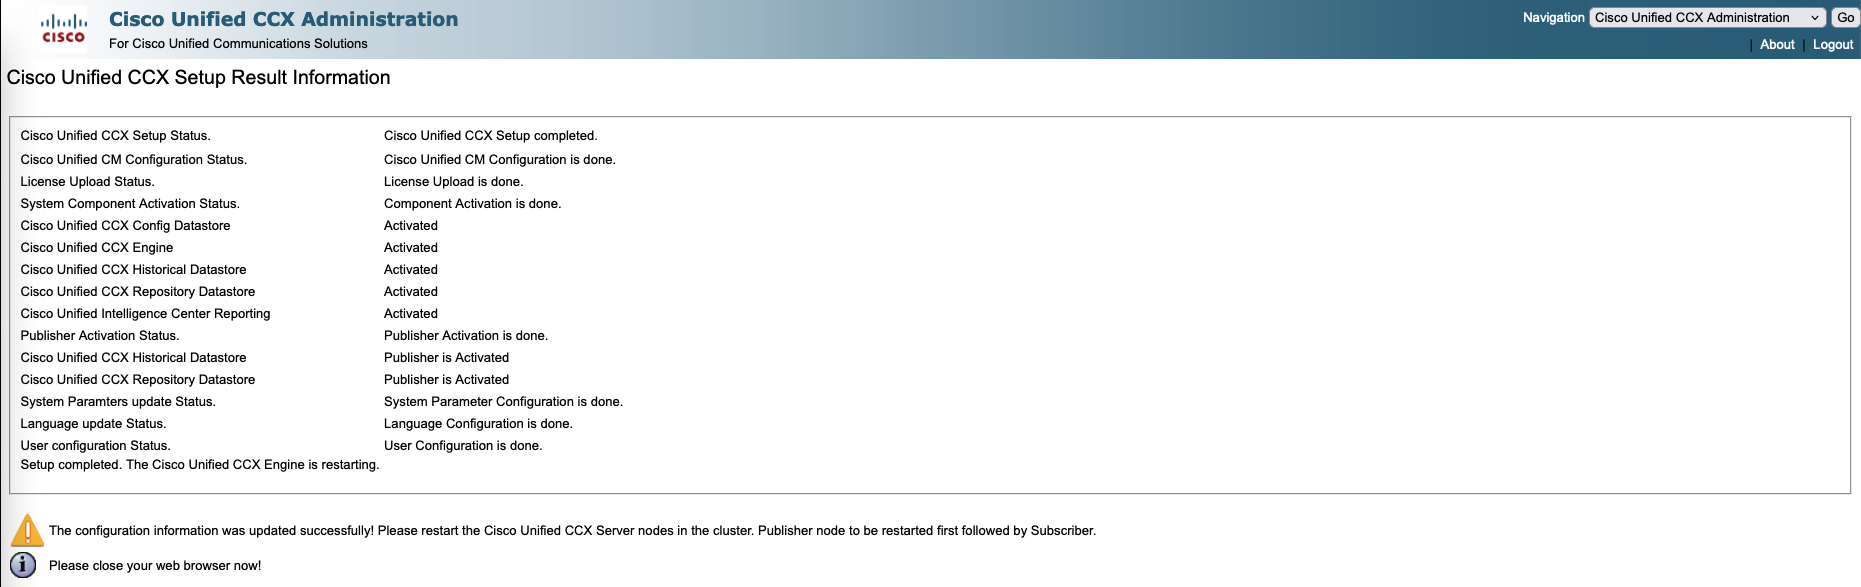 Cisco Unified CCX Administration
Navigation Cisco Unified CCX Administration Go
CISCO
For Cisco Unified Communications Solutions
| About | Logout
Cisco Unified CCX Setup Result Information
Cisco Unified CCX Setup Status. Cisco Unified CCX Setup completed.
Cisco Unified CM Configuration Status. Cisco Unified CM Configuration is done.
License Upload Status. License Upload is done.
System Component Activation Status. Component Activation is done.
Cisco Unified CCX Config Datastore Activated
Cisco Unified CCX Engine Activated
Cisco Unified CCX Historical Datastore Activated
Cisco Unified CCX Repository Datastore Activated
Cisco Unified Intelligence Center Reporting Activated
Publisher Activation Status. Publisher Activation is done.
Cisco Unified CCX Historical Datastore Publisher is Activated
Cisco Unified CCX Repository Datastore Publisher is Activated
System Paramters update Status. System Parameter Configuration is done.
Language update Status. Language Configuration is done.
User configuration Status. User Configuration is done.
Setup completed. The Cisco Unified CCX Engine is restarting.
The configuration information was updated successfully! Please restart the Cisco Unified CCX Server nodes in the cluster. Publisher node to be restarted first followed by Subscriber.
Please close your web browser now!